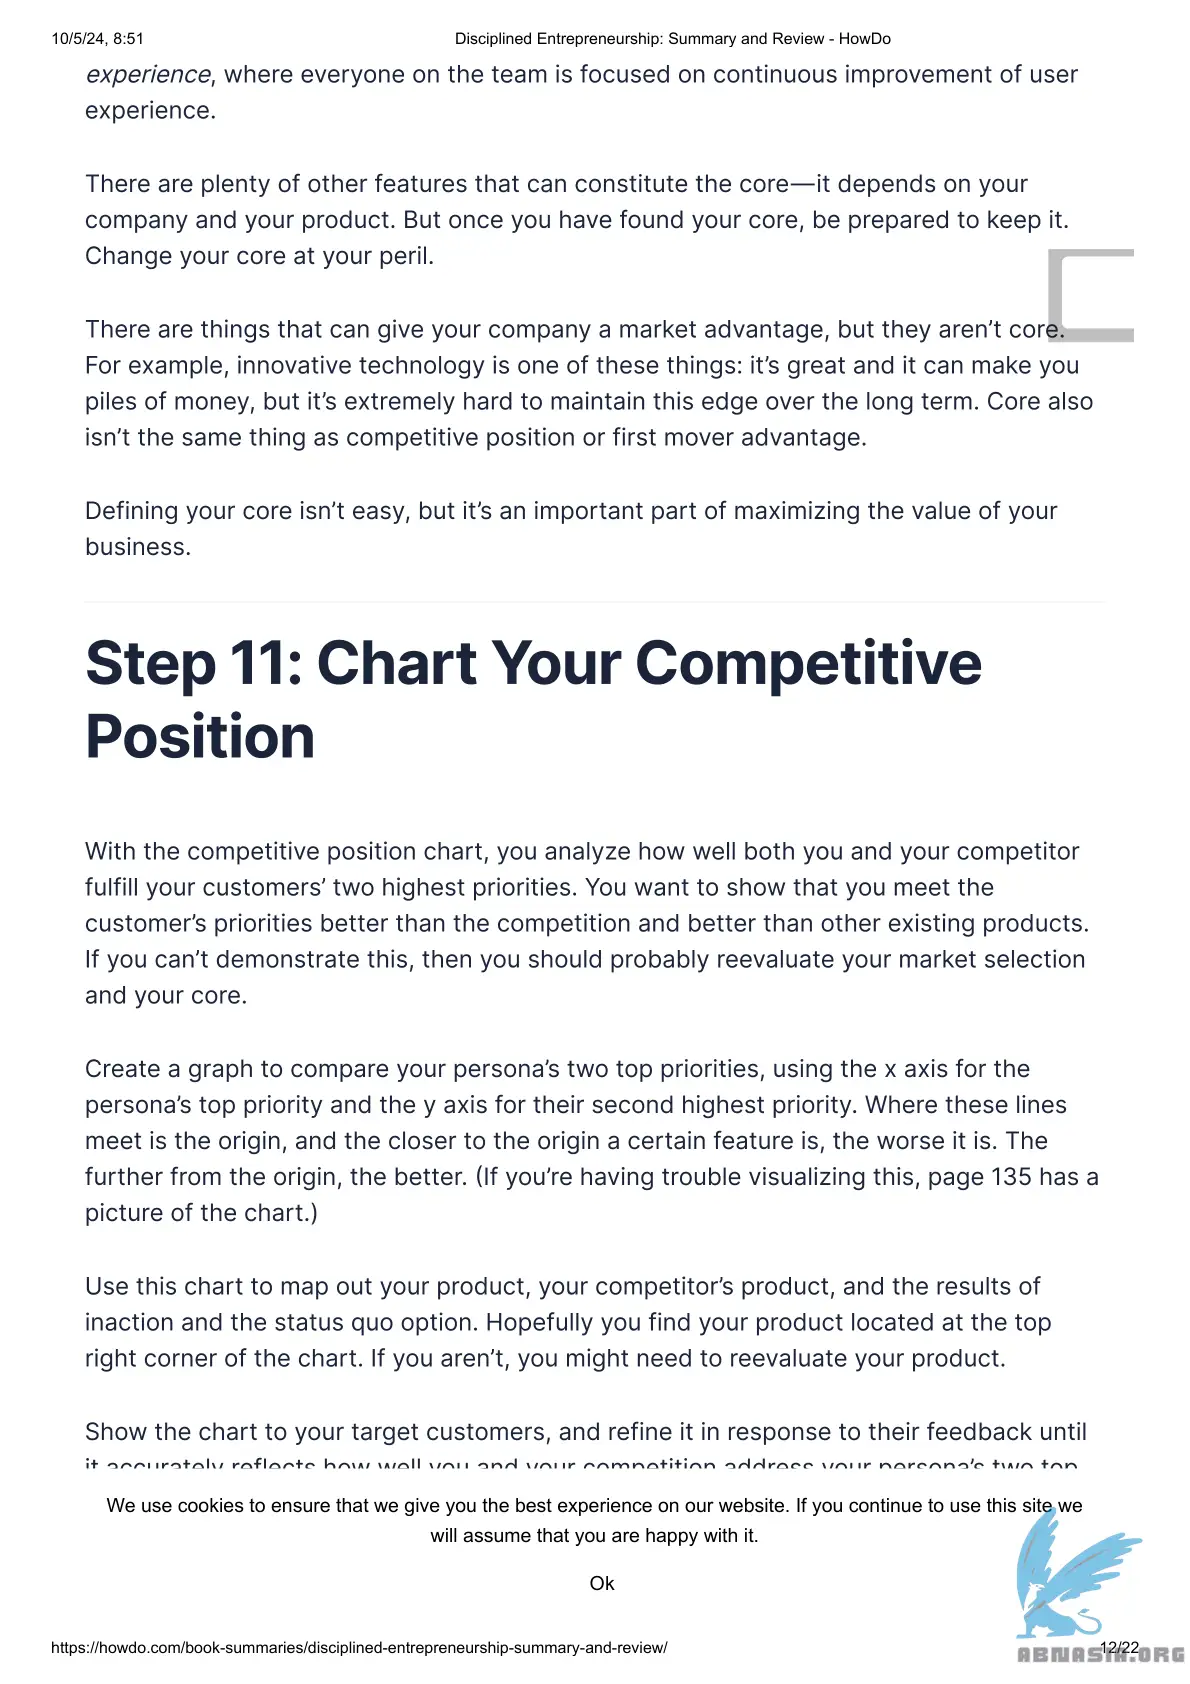 10/5/24, 8:51
Disciplined Entrepreneurship: Summary and Review - HowDo
experience, where everyone on the team is focused on continuous improvement of user
experience.
There are plenty of other features that can constitute the core—it depends on your
company and your product. But once you have found your core, be prepared to keep it.
Change your core at your peril.
There are things that can give your company a market advantage, but they aren’t core.
For example, innovative technology is one of these things: it’s great and it can make you
piles of money, but it’s extremely hard to maintain this edge over the long term. Core also
isn’t the same thing as competitive position or first mover advantage.
Defining your core isn’t easy, but it’s an important part of maximizing the value of your
business.
Step 11: Chart Your Competitive
Position
With the competitive position chart, you analyze how well both you and your competitor
fulfill your customers’ two highest priorities. You want to show that you meet the
customer’s priorities better than the competition and better than other existing products.
If you can’t demonstrate this, then you should probably reevaluate your market selection
and your core.
Create a graph to compare your persona’s two top priorities, using the x axis for the
persona’s top priority and the y axis for their second highest priority. Where these lines
meet is the origin, and the closer to the origin a certain feature is, the worse it is. The
further from the origin, the better. (If you’re having trouble visualizing this, page 135 has a
picture of the chart.)
Use this chart to map out your product, your competitor’s product, and the results of
inaction and the status quo option. Hopefully you find your product located at the top
right corner of the chart. If you aren’t, you might need to reevaluate your product.
Show the chart to your target customers, and refine it in response to their feedback until
it accurately reflects how well you and your competition address your persona’s two top
We use cookies to ensure that we give you the best experience on our website. If you continue to use this site we
will assume that you are happy with it.
Ok
https://howdo.com/book-summaries/disciplined-entrepreneurship-summary-and-review/
12/22
ABNASIA.ORG